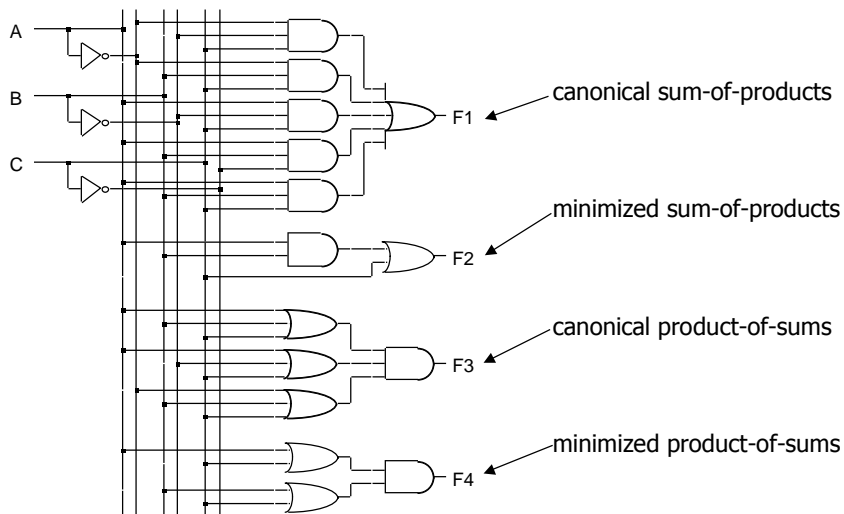 A
B
C
F1
canonical sum-of-products
minimized sum-of-products
F2
canonical product-of-sums
F3
minimized product-of-sums
F4